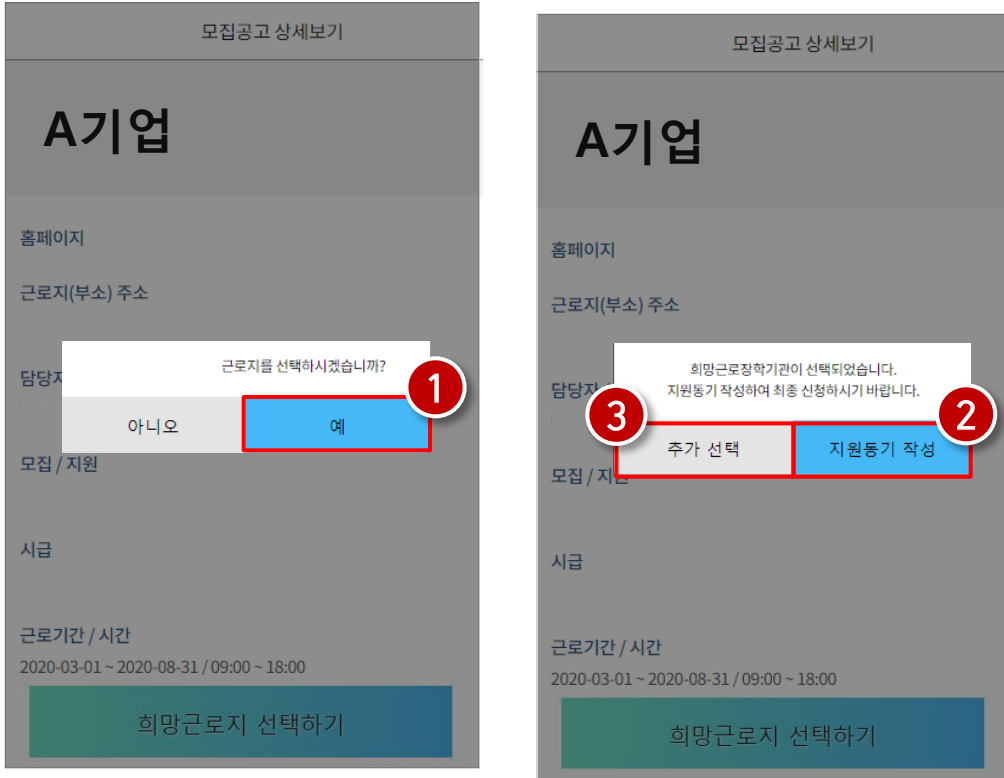 모집공고 상세보기
A기업
홈페이지
근로지(부소) 주소
근로지를 선택하시겠습니까?
1
아니오
예
모집 / 지원
시급
근로기간 / 시간
2020-03-01 ~ 2020-08-31 / 09:00 ~ 18:00
희망근로지 선택하기
모집공고 상세보기
A기업
홈페이지
근로지(부소) 주소
희망근로장학기관이 선택되었습니다.
지원동기 작성하여 최종 신청하시기 바랍니다.
3
2
추가 선택
지원동기 작성
모집 / 지원
시급
근로기간 / 시간
2020-03-01 ~ 2020-08-31 / 09:00 ~ 18:00
희망근로지 선택하기